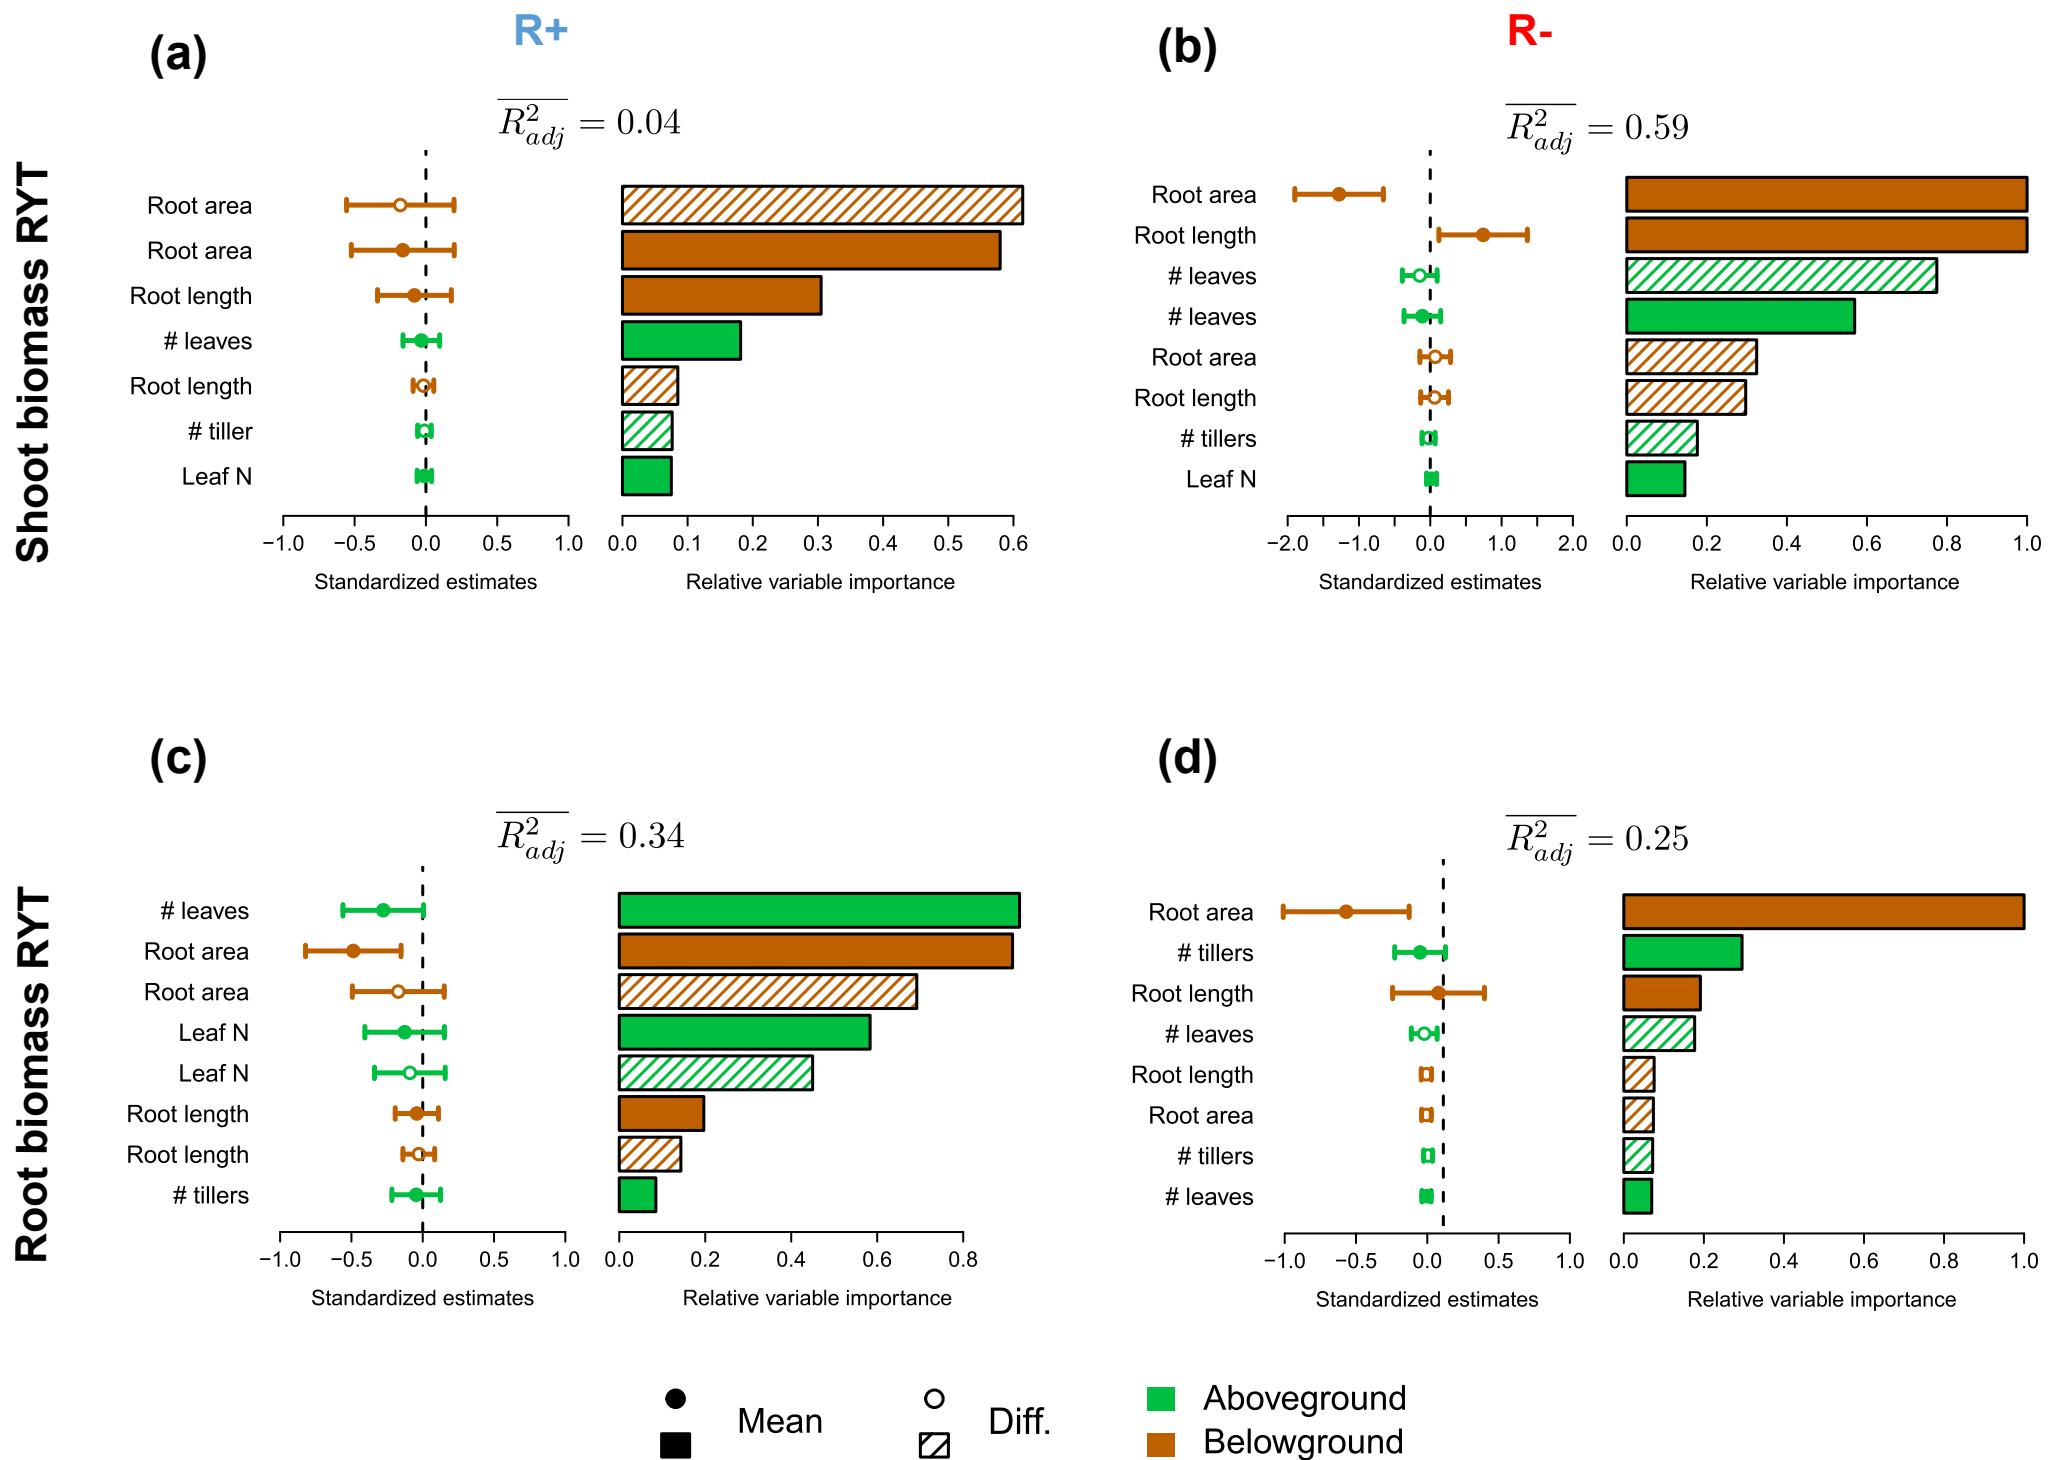 R+
R-
(a)
(b)
Shoot biomass RYT
Root biomass RYT
R²adj = 0.04
Root area
Root area
Root length
# leaves
Root length
# tiller
Leaf N
−1.0 −0.5 0.0 0.5 1.0
Standardized estimates
0.0 0.1 0.2 0.3 0.4 0.5 0.6
Relative variable importance
R²adj = 0.59
Root area
Root length
# leaves
# leaves
Root area
Root length
# tillers
Leaf N
−2.0 −1.0 0.0 1.0 2.0
Standardized estimates
0.0 0.2 0.4 0.6 0.8 1.0
Relative variable importance
(c)
R²adj = 0.34
# leaves
Root area
Root area
Leaf N
Leaf N
Root length
Root length
# tillers
−1.0 −0.5 0.0 0.5 1.0
Standardized estimates
0.0 0.2 0.4 0.6 0.8
Relative variable importance
(d)
R²adj = 0.25
Root area
# tillers
Root length
# leaves
Root length
Root area
# tillers
# leaves
−1.0 −0.5 0.0 0.5 1.0
Standardized estimates
0.0 0.2 0.4 0.6 0.8 1.0
Relative variable importance
Mean
Diff.
Aboveground
Belowground